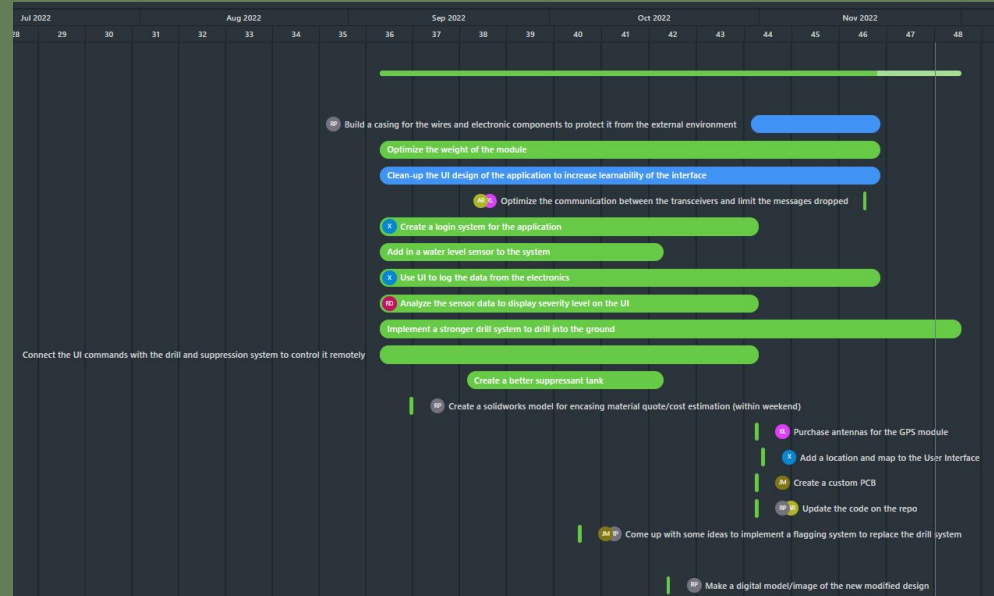 Jul 2022 Aug 2022 Sep 2022 Oct 2022 Nov 2022
28 29 30 31 32 33 34 35 36 37 38 39 40 41 42 43 44 45 46 47 48
RP Build a casing for the wires and electronic components to protect it from the external environment
Optimize the weight of the module
Clean-up the UI design of the application to increase learnability of the interface
Optimize the communication between the transceivers and limit the messages dropped
X Create a login system for the application
Add in a water level sensor to the system
X Use UI to log the data from the electronics
RD Analyze the sensor data to display severity level on the UI
Implement a stronger drill system to drill into the ground
Connect the UI commands with the drill and suppression system to control it remotely
Create a better suppressant tank
RP Create a solidworks model for encasing material quote/cost estimation (within weekend)
Purchase antennas for the GPS module
X Add a location and map to the User Interface
JM Create a custom PCB
RP Update the code on the repo
JM Come up with some ideas to implement a flagging system to replace the drill system
RP Make a digital model/image of the new modified design